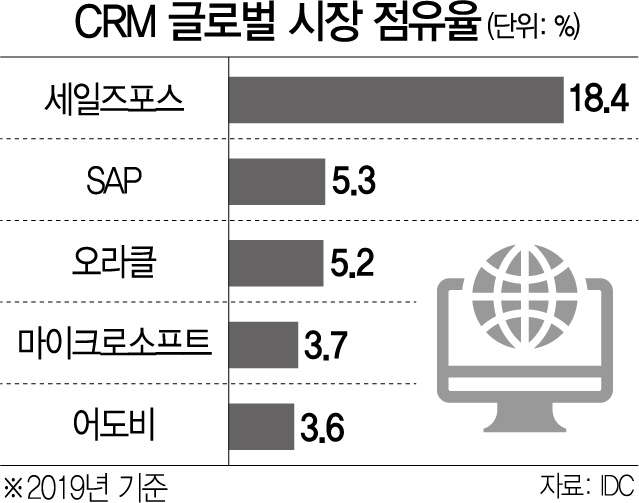 CRM 글로벌 시장 점유율 (단위: %)
세일즈포스 18.4
SAP 5.3
오라클 5.2
마이크로소프트 3.7
어도비 3.6
※2019년 기준 자료: IDC